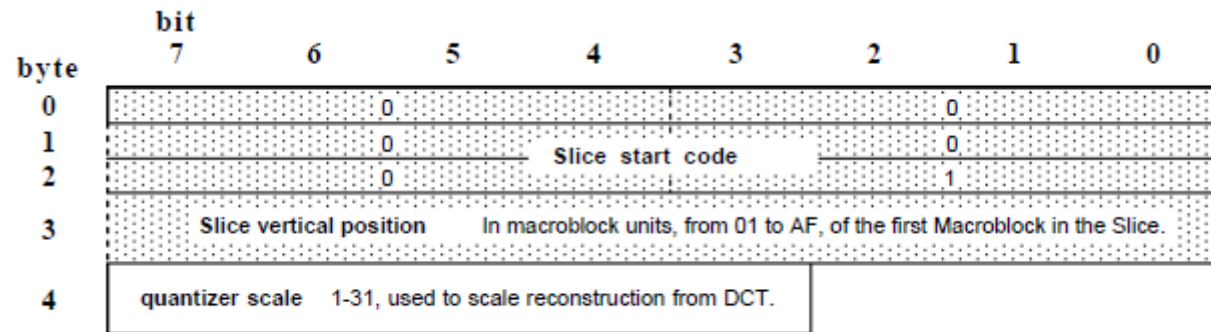 bit
byte 7 6 5 4 3 2 1 0
0 0 0
1 0 0
Slice start code
2 0 1
3 Slice vertical position In macroblock units, from 01 to AF, of the first Macroblock in the Slice.
4 quantizer scale 1-31, used to scale reconstruction from DCT.